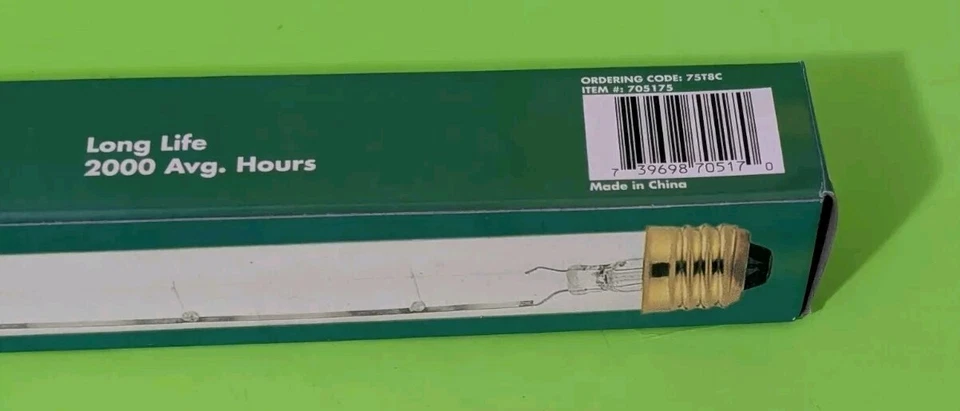 Long Life
2000 Avg. Hours
ORDERING CODE: 75T8C
ITEM #: 705175
7 39698 70517 0
Made in China